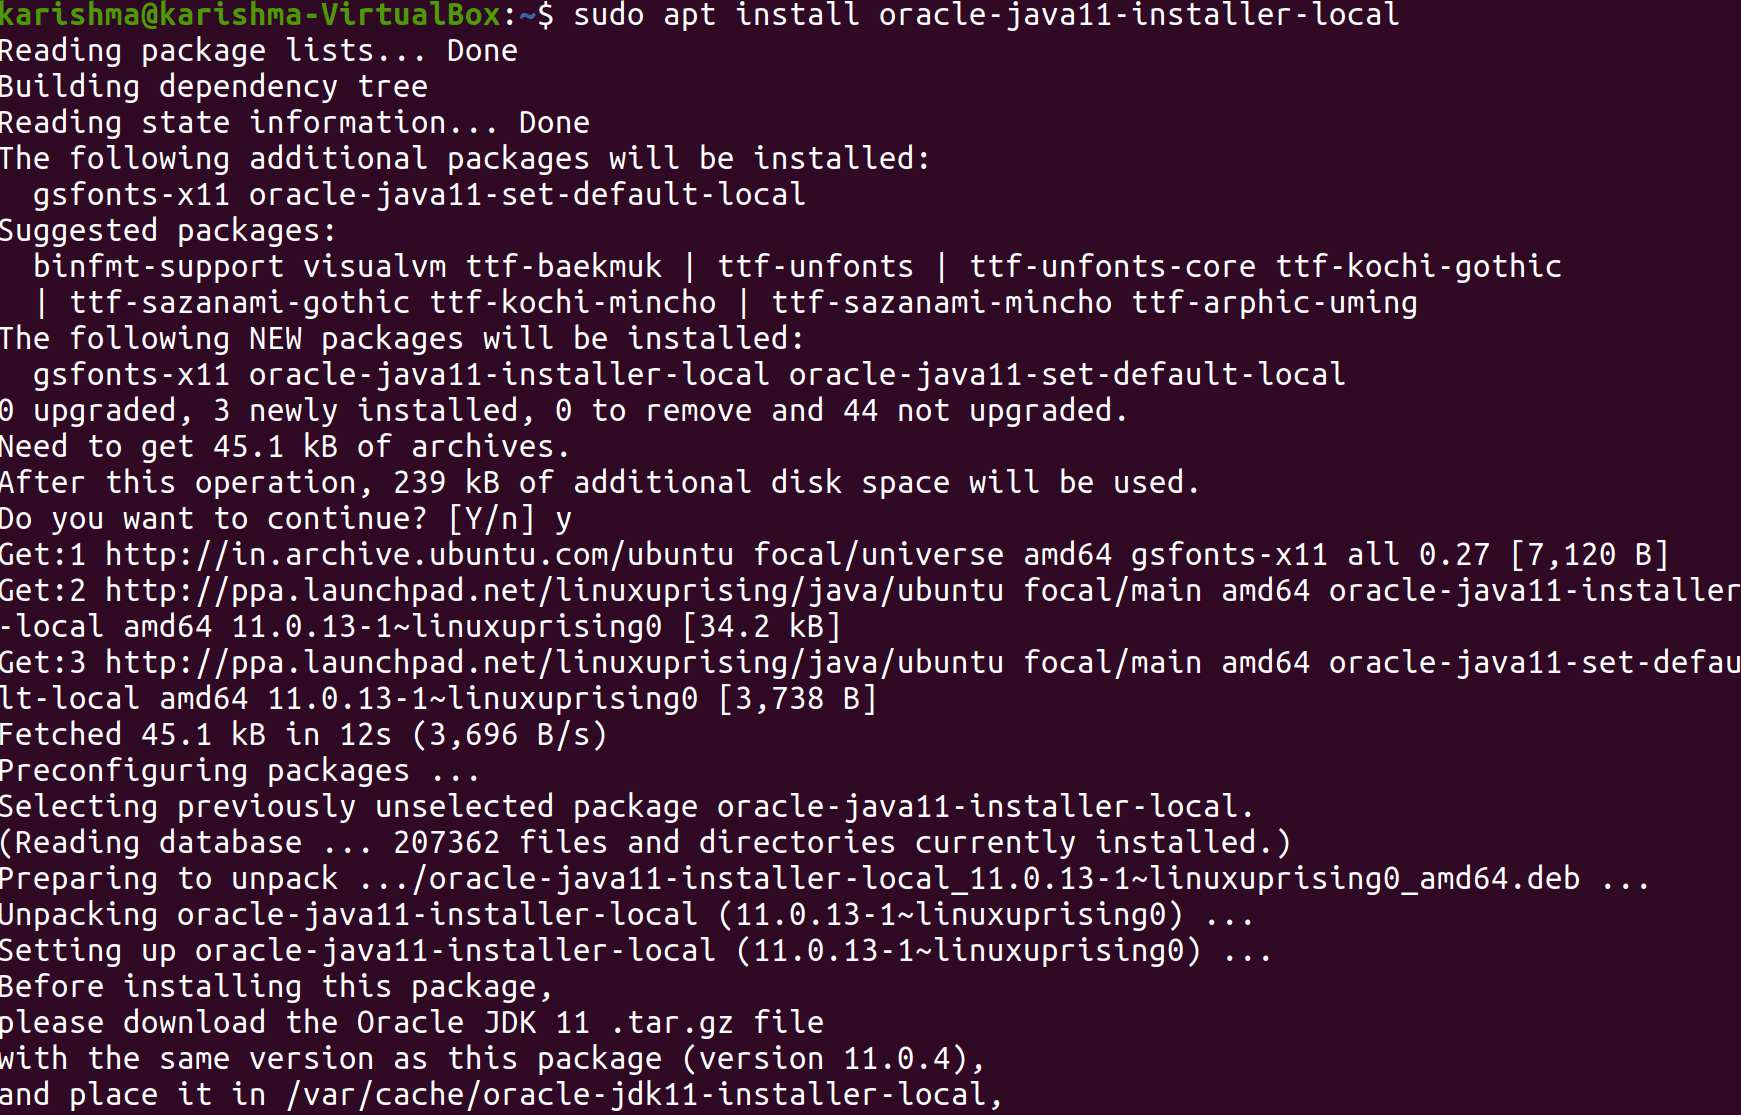 karishma@karishma-VirtualBox:~$ sudo apt install oracle-java11-installer-local
Reading package lists... Done
Building dependency tree
Reading state information... Done
The following additional packages will be installed:
  gsfonts-x11 oracle-java11-set-default-local
Suggested packages:
  binfmt-support visualvm ttf-baekmuk | ttf-unfonts | ttf-unfonts-core ttf-kochi-gothic
  | ttf-sazanami-gothic ttf-kochi-mincho | ttf-sazanami-mincho ttf-arphic-uming
The following NEW packages will be installed:
  gsfonts-x11 oracle-java11-installer-local oracle-java11-set-default-local
0 upgraded, 3 newly installed, 0 to remove and 44 not upgraded.
Need to get 45.1 kB of archives.
After this operation, 239 kB of additional disk space will be used.
Do you want to continue? [Y/n] y
Get:1 http://in.archive.ubuntu.com/ubuntu focal/universe amd64 gsfonts-x11 all 0.27 [7,120 B]
Get:2 http://ppa.launchpad.net/linuxuprising/java/ubuntu focal/main amd64 oracle-java11-installer
-local amd64 11.0.13-1~linuxuprising0 [34.2 kB]
Get:3 http://ppa.launchpad.net/linuxuprising/java/ubuntu focal/main amd64 oracle-java11-set-defau
lt-local amd64 11.0.13-1~linuxuprising0 [3,738 B]
Fetched 45.1 kB in 12s (3,696 B/s)
Preconfiguring packages ...
Selecting previously unselected package oracle-java11-installer-local.
(Reading database ... 207362 files and directories currently installed.)
Preparing to unpack .../oracle-java11-installer-local_11.0.13-1~linuxuprising0_amd64.deb ...
Unpacking oracle-java11-installer-local (11.0.13-1~linuxuprising0) ...
Setting up oracle-java11-installer-local (11.0.13-1~linuxuprising0) ...
Before installing this package,
please download the Oracle JDK 11 .tar.gz file
with the same version as this package (version 11.0.4),
and place it in /var/cache/oracle-jdk11-installer-local,